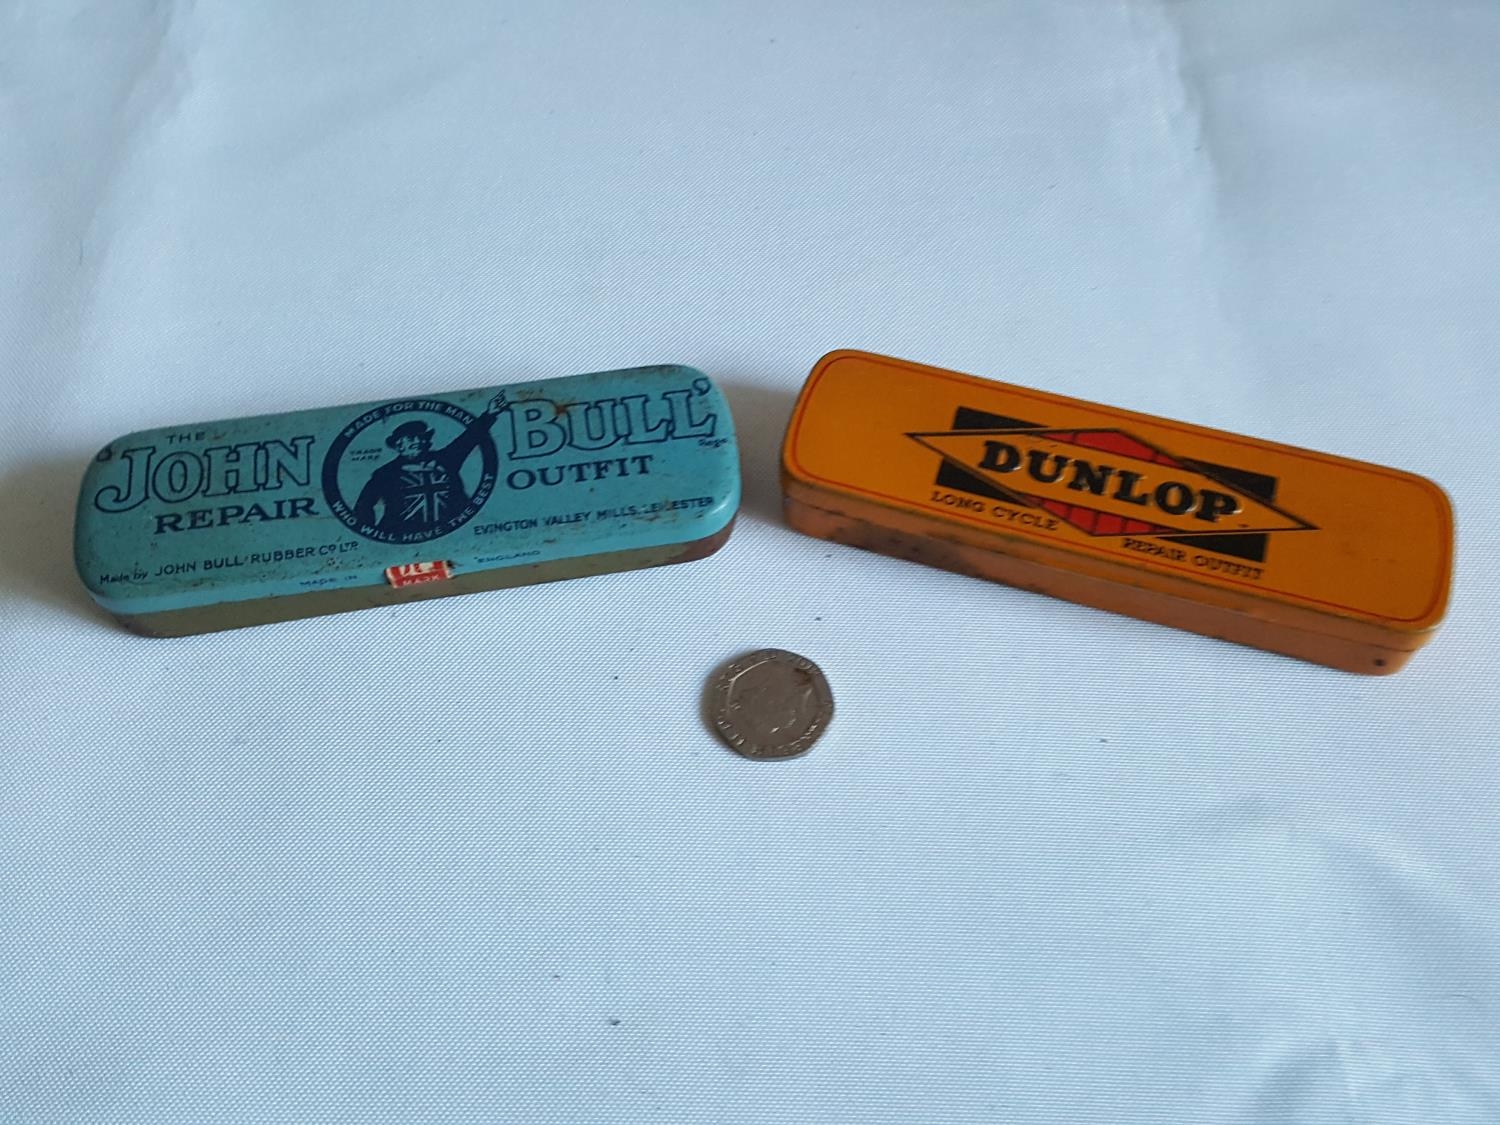 THE
"JOHN BULL"
Regd
REPAIR OUTFIT
MADE FOR THE MAN
TRADE MARK
WHO WILL HAVE THE BEST
Made by JOHN BULL RUBBER CO LTD
EVINGTON VALLEY MILLS, LEICESTER
MADE IN ENGLAND
MARK
DUNLOP
LONG CYCLE
REPAIR OUTFIT